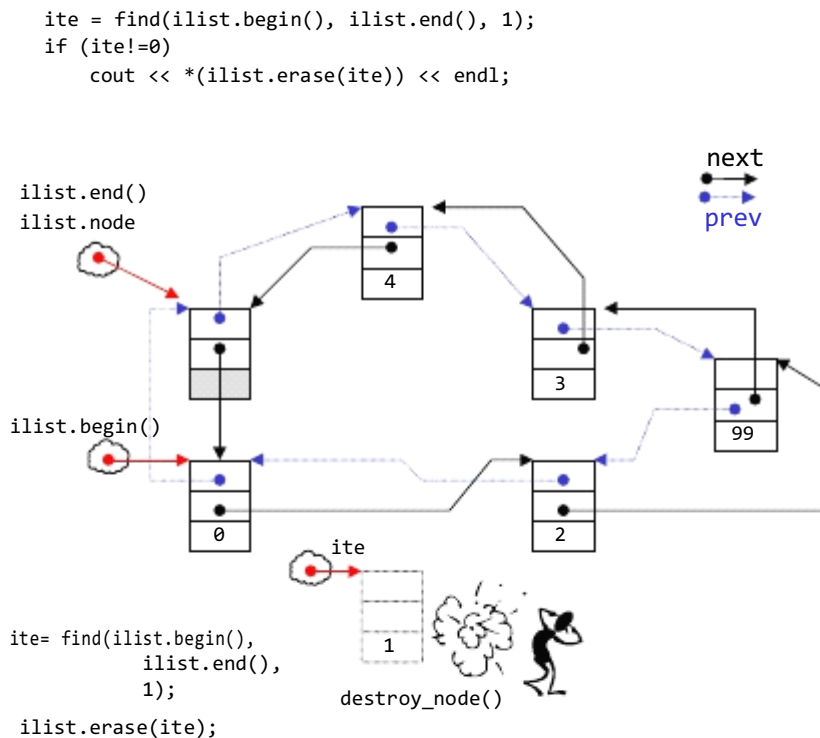 ite = find(ilist.begin(), ilist.end(), 1);
if (ite!=0)
cout << *(ilist.erase(ite)) << endl;
next
prev
ilist.end()
ilist.node
4
3
99
ilist.begin()
0
2
ite
1
destroy_node()
ite= find(ilist.begin(),
ilist.end(),
1);
ilist.erase(ite);